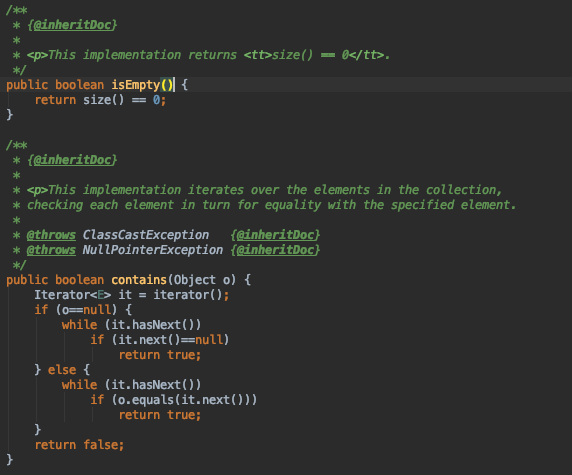 /**
 * {@inheritDoc}
 *
 * <p>This implementation returns <tt>size() == 0</tt>.
 */
public boolean isEmpty() {
    return size() == 0;
}
/**
 * {@inheritDoc}
 *
 * <p>This implementation iterates over the elements in the collection,
 * checking each element in turn for equality with the specified element.
 *
 * @throws ClassCastException   {@inheritDoc}
 * @throws NullPointerException {@inheritDoc}
 */
public boolean contains(Object o) {
    Iterator<E> it = iterator();
    if (o==null) {
        while (it.hasNext())
            if (it.next()==null)
                return true;
    } else {
        while (it.hasNext())
            if (o.equals(it.next()))
                return true;
    }
    return false;
}